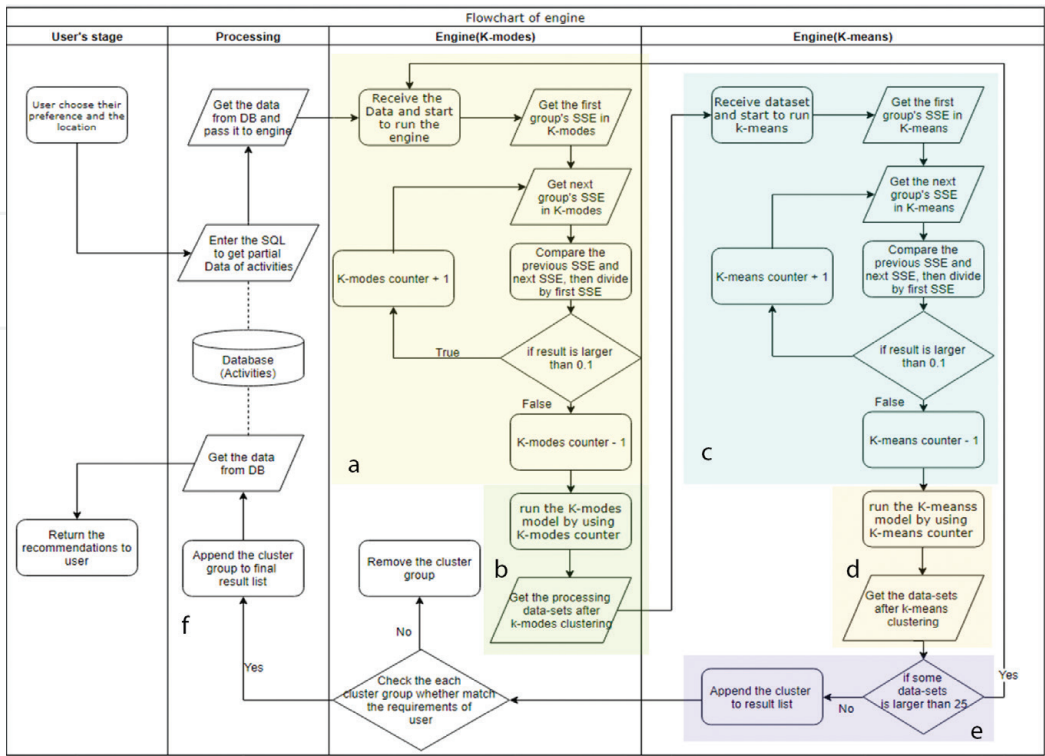 Flowchart of engine
User's stage
Processing
Engine(K-modes)
Engine(K-means)
User choose their
preference and the
location
Get the data
from DB and
pass it to engine
Enter the SQL
to get partial
Data of activities
Database
(Activities)
Get the data
from DB
Return the
recommendations to
user
Append the cluster
group to final
result list
f
Receive the
Data and start
to run the
engine
Get the first
group's SSE in
K-modes
Get next
group's SSE
in K-modes
Compare the
previous SSE and
next SSE, then divide
by first SSE
K-modes counter + 1
if result is larger
than 0.1
True
False
K-modes counter - 1
a
run the K-modes
model by using
K-modes counter
b
Get the processing
data-sets after
k-modes clustering
Remove the cluster
group
No
Yes
Check the each
cluster group whether match
the requirements of
user
Receive dataset
and start to run
k-means
Get the first
group's SSE in
K-means
Get the next
group's SSE
in K-means
Compare the
previous SSE and
next SSE, then divide
by first SSE
K-means counter + 1
if result is larger
than 0.1
False
K-means counter - 1
c
run the K-meanss
model by using
K-means counter
d
Get the data-sets
after k-means
clustering
if some
data-sets
is larger than 25
Yes
No
Append the cluster
to result list
e